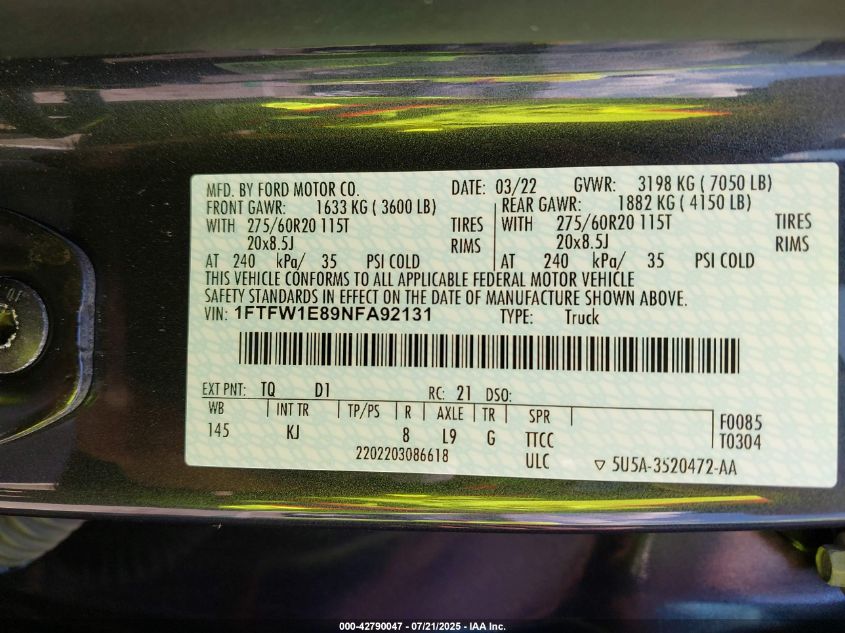 MFD. BY FORD MOTOR CO. DATE: 03/22 GVWR: 3198 KG ( 7050 LB)
FRONT GAWR: 1633 KG ( 3600 LB) REAR GAWR: 1882 KG ( 4150 LB)
WITH 275/60R20 115T TIRES WITH 275/60R20 115T TIRES
20x8.5J RIMS 20x8.5J RIMS
AT 240 kPa/ 35 PSI COLD AT 240 kPa/ 35 PSI COLD
THIS VEHICLE CONFORMS TO ALL APPLICABLE FEDERAL MOTOR VEHICLE
SAFETY STANDARDS IN EFFECT ON THE DATE OF MANUFACTURE SHOWN ABOVE.
VIN: 1FTFW1E89NFA92131 TYPE: Truck
EXT PNT: TQ D1 RC: 21 DSO:
WB INT TR TP/PS R AXLE TR SPR F0085
145 KJ 8 L9 G TTCC T0304
2202203086618 ULC ▽ 5U5A-3520472-AA
000-42790047 - 07/21/2025 - IAA Inc.